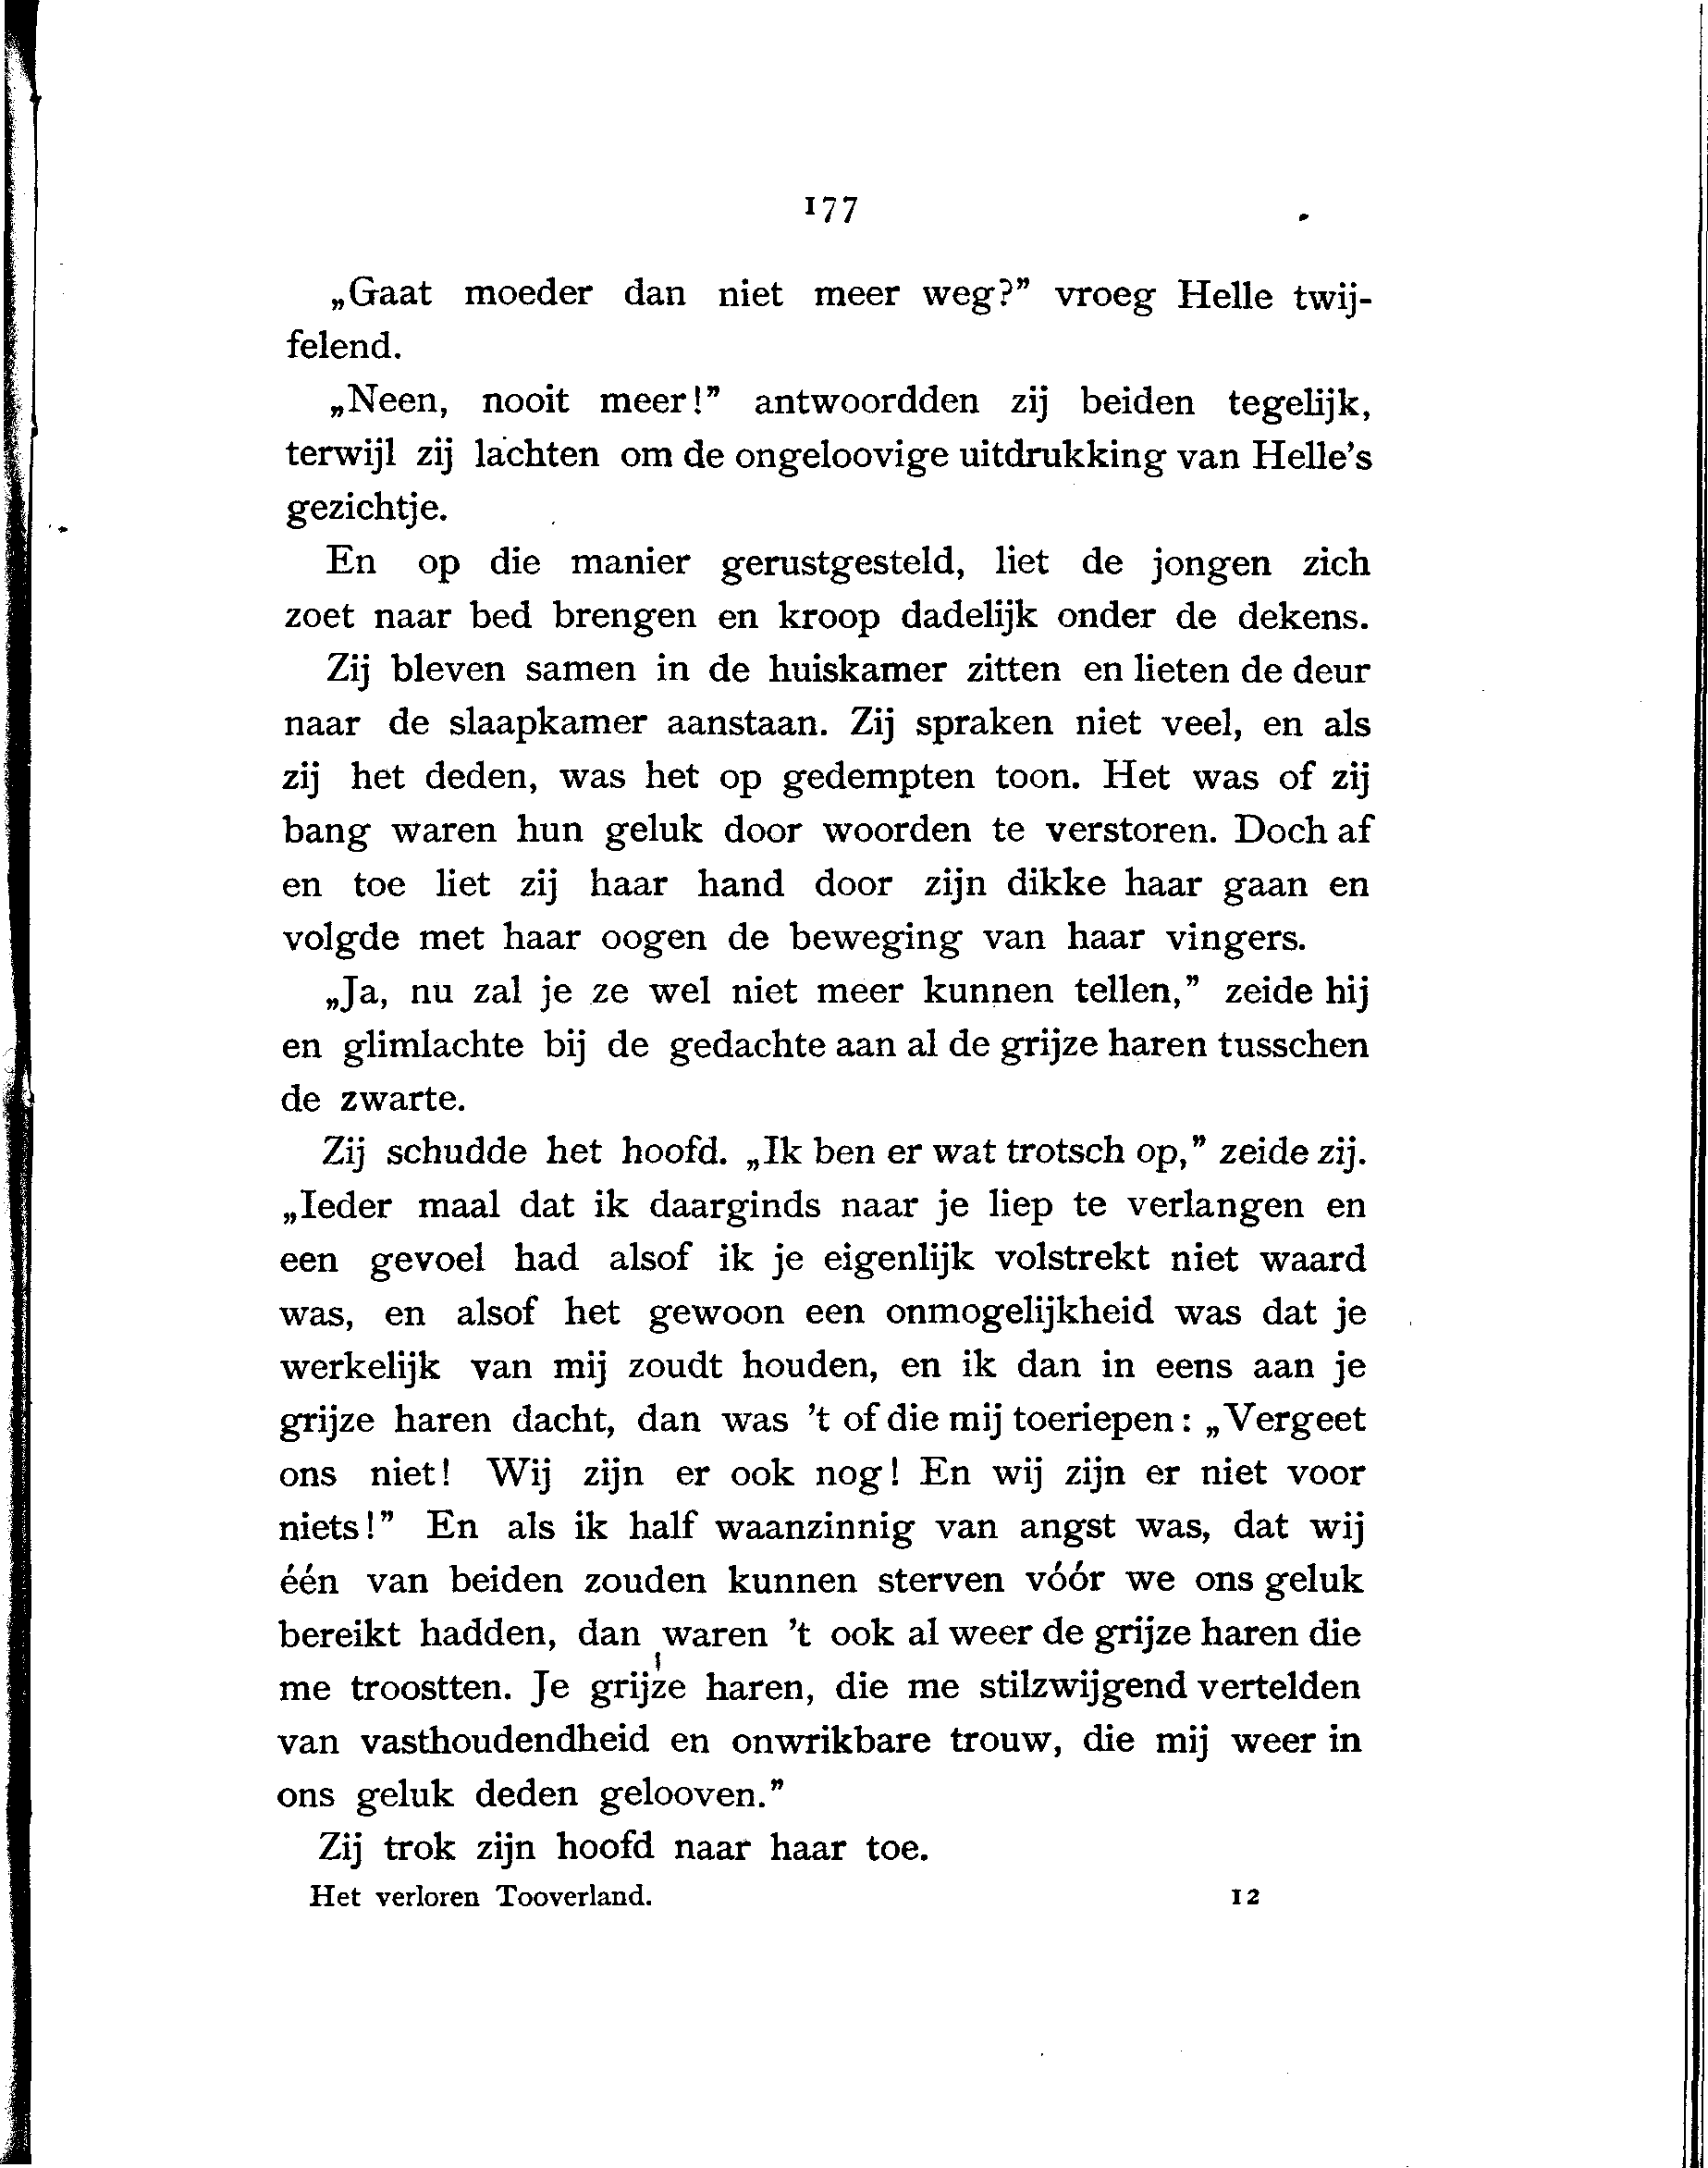 177
„Gaat moeder dan niet meer weg?” vroeg Helle twij-
felend.
„Neen, nooit meer!” antwoordden zij beiden tegelijk,
terwijl zij lachten om de ongeloovige uitdrukking van Helle's
gezichtje.
En op die manier gerustgesteld, liet de jongen zich
zoet naar bed brengen en kroop dadelijk onder de dekens.
Zij bleven samen in de huiskamer zitten en lieten de deur
naar de slaapkamer aanstaan. Zij spraken niet veel, en als
zij het deden, was het op gedempten toon. Het was of zij
bang waren hun geluk door woorden te verstoren. Doch af
en toe liet zij haar hand door zijn dikke haar gaan en
volgde met haar oogen de beweging van haar vingers.
„Ja, nu zal je ze wel niet meer kunnen tellen,” zeide hij
en glimlachte bij de gedachte aan al de grijze haren tusschen
de zwarte.
Zij schudde het hoofd. „Ik ben er wat trotsch op,” zeide zij.
„Ieder maal dat ik daarginds naar je liep te verlangen en
een gevoel had alsof ik je eigenlijk volstrekt niet waard
was, en alsof het gewoon een onmogelijkheid was dat je
werkelijk van mij zoudt houden, en ik dan in eens aan je
grijze haren dacht, dan was 't of die mij toeriepen: „Vergeet
ons niet! Wij zijn er ook nog! En wij zijn er niet voor
niets!” En als ik half waanzinnig van angst was, dat wij
één van beiden zouden kunnen sterven vóór we ons geluk
bereikt hadden, dan waren 't ook al weer de grijze haren die
me troostten. Je grijze haren, die me stilzwijgend vertelden
van vasthoudendheid en onwrikbare trouw, die mij weer in
ons geluk deden gelooven.”
Zij trok zijn hoofd naar haar toe.
Het verloren Tooverland. 12